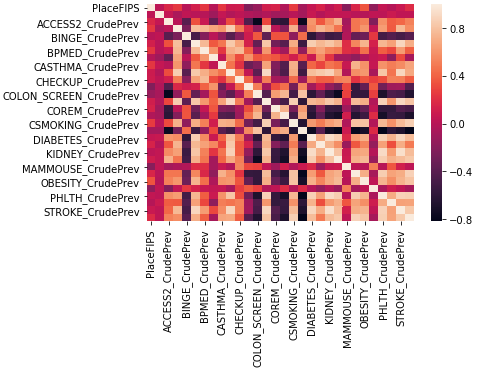 PlaceFIPS
ACCESS2_CrudePrev
BINGE_CrudePrev
BPMED_CrudePrev
CASTHMA_CrudePrev
CHECKUP_CrudePrev
COLON_SCREEN_CrudePrev
COREM_CrudePrev
CSMOKING_CrudePrev
DIABETES_CrudePrev
KIDNEY_CrudePrev
MAMMOUSE_CrudePrev
OBESITY_CrudePrev
PHLTH_CrudePrev
STROKE_CrudePrev
0.8
0.4
0.0
−0.4
−0.8
PlaceFIPS
ACCESS2_CrudePrev
BINGE_CrudePrev
BPMED_CrudePrev
CASTHMA_CrudePrev
CHECKUP_CrudePrev
COLON_SCREEN_CrudePrev
COREM_CrudePrev
CSMOKING_CrudePrev
DIABETES_CrudePrev
KIDNEY_CrudePrev
MAMMOUSE_CrudePrev
OBESITY_CrudePrev
PHLTH_CrudePrev
STROKE_CrudePrev